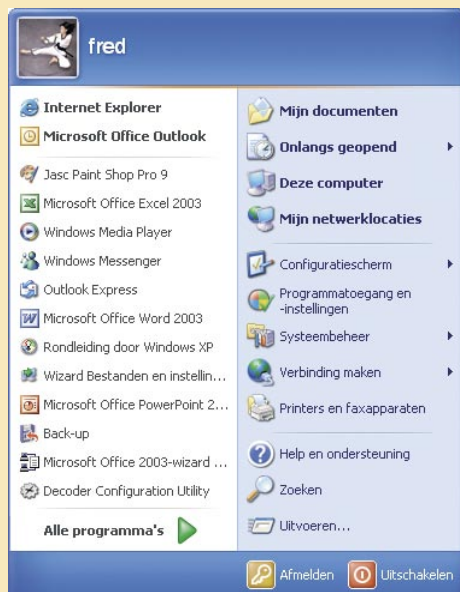 fred
Internet Explorer
Microsoft Office Outlook
Jasc Paint Shop Pro 9
Microsoft Office Excel 2003
Windows Media Player
Windows Messenger
Outlook Express
Microsoft Office Word 2003
Rondleiding door Windows XP
Wizard Bestanden en instellin...
Microsoft Office PowerPoint 2...
Back-up
Microsoft Office 2003-wizard ...
Decoder Configuration Utility
Alle programma's
Mijn documenten
Onlangs geopend
Deze computer
Mijn netwerklocaties
Configuratiescherm
Programmatoegang en
-instellingen
Systeembeheer
Verbinding maken
Printers en faxapparaten
Help en ondersteuning
Zoeken
Uitvoeren...
Afmelden
Uitschakelen